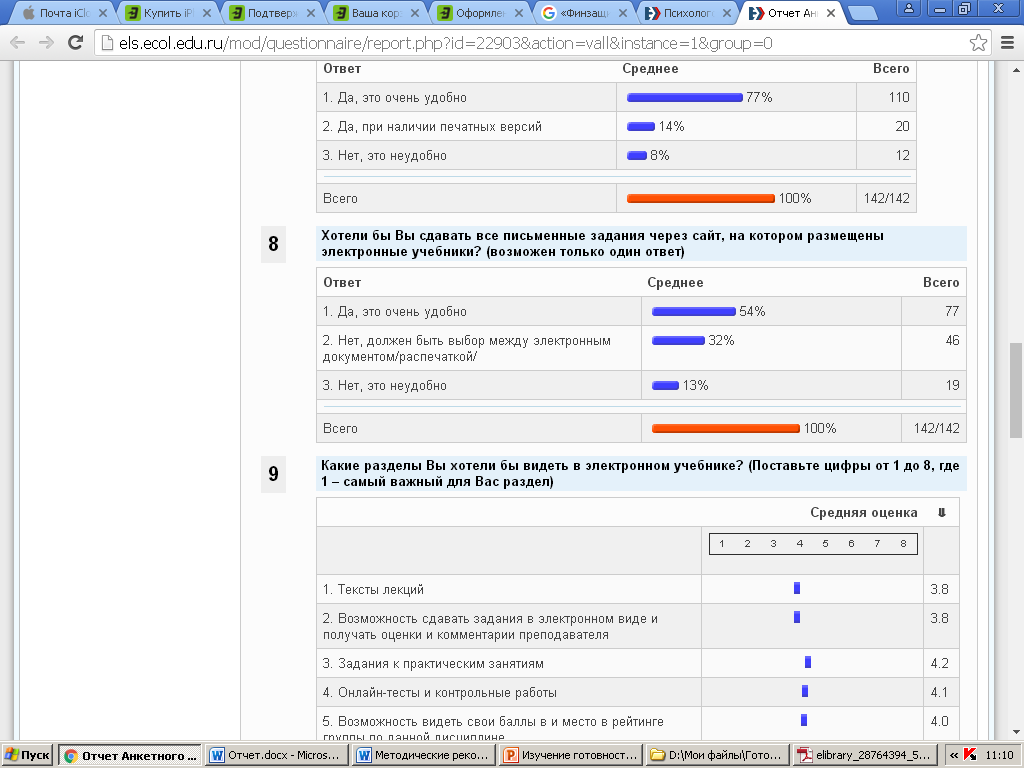 Почта iClo
Купить iP
Подтверж
Ваша кор
Оформле
«Финзащ
Психолог
Отчет Ан
els.ecol.edu.ru/mod/questionnaire/report.php?id=22903&action=vall&instance=1&group=0
Ответ Среднее Всего
1. Да, это очень удобно 77% 110
2. Да, при наличии печатных версий 14% 20
3. Нет, это неудобно 8% 12
Всего 100% 142/142
8 Хотели бы Вы сдавать все письменные задания через сайт, на котором размещены
электронные учебники? (возможен только один ответ)
Ответ Среднее Всего
1. Да, это очень удобно 54% 77
2. Нет, должен быть выбор между электронным 32% 46
документом/распечаткой/
3. Нет, это неудобно 13% 19
Всего 100% 142/142
9 Какие разделы Вы хотели бы видеть в электронном учебнике? (Поставьте цифры от 1 до 8, где
1 – самый важный для Вас раздел)
Средняя оценка ⇓
1 2 3 4 5 6 7 8
1. Тексты лекций 3.8
2. Возможность сдавать задания в электронном виде и 3.8
получать оценки и комментарии преподавателя
3. Задания к практическим занятиям 4.2
4. Онлайн-тесты и контрольные работы 4.1
5. Возможность видеть свои баллы в и место в рейтинге 4.0
группы по данной дисциплине
Пуск
Отчет Анкетного ...
Отчет.docx - Micros...
Методические реко...
Изучение готовност...
D:\Мои файлы\Гото...
elibrary_28764394_5...
« 11:10